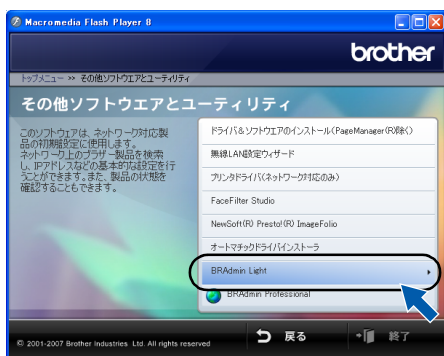 Macromedia Flash Player 8
brother
トップメニュー >> その他ソフトウエアとユーティリティ
その他ソフトウエアとユーティリティ
このソフトウエアは、ネットワーク対応製
品の初期設定に使用します。
ネットワーク上のブラザー製品を検索
し、IPアドレスなどの基本的な設定を行
うことができます。また、製品の状態を
確認することもできます。
ドライバ&ソフトウエアのインストール(PageManager(R)除く)
無線LAN設定ウィザード
プリンタドライバ(ネットワーク対応のみ)
FaceFilter Studio
NewSoft(R) Presto!(R) ImageFolio
オートマチックドライバインストーラ
BRAdmin Light
BRAdmin Professional
© 2001-2007 Brother Industries Ltd. All rights reserved
戻る
終了